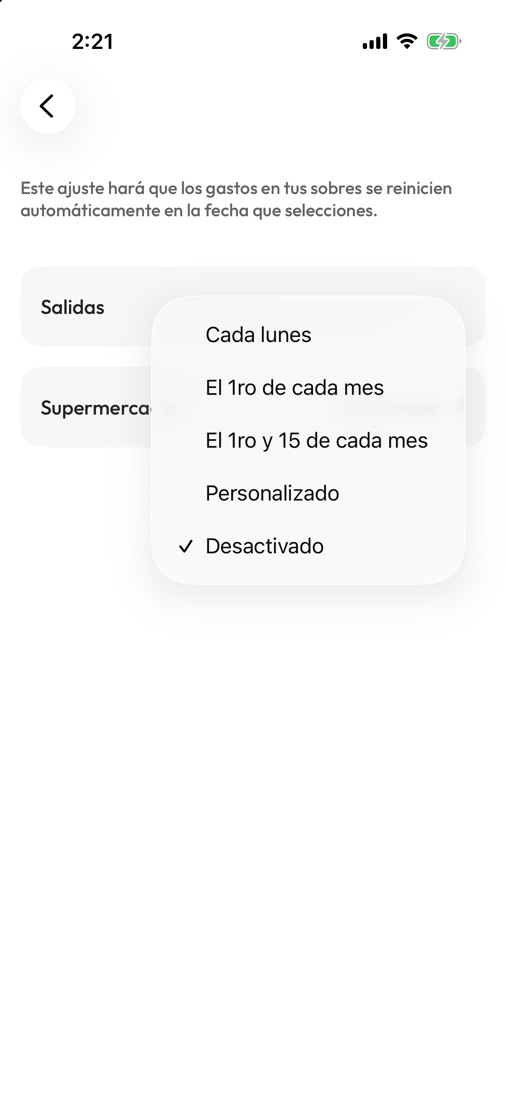 2:21
Este ajuste hará que los gastos en tus sobres se reinicien
automáticamente en la fecha que selecciones.
Salidas
Cada lunes
El 1ro de cada mes
Supermerca
El 1ro y 15 de cada mes
Personalizado
✓ Desactivado